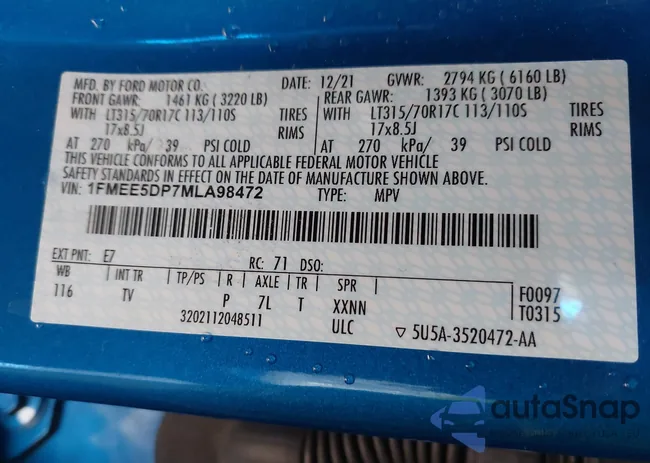 MFD. BY FORD MOTOR CO. DATE: 12/21 GVWR: 2794 KG ( 6160 LB)
FRONT GAWR: 1461 KG ( 3220 LB) REAR GAWR: 1393 KG ( 3070 LB)
WITH LT315/70R17C 113/110S TIRES WITH LT315/70R17C 113/110S TIRES
17x8.5J RIMS 17x8.5J RIMS
AT 270 kPa/ 39 PSI COLD AT 270 kPa/ 39 PSI COLD
THIS VEHICLE CONFORMS TO ALL APPLICABLE FEDERAL MOTOR VEHICLE
SAFETY STANDARDS IN EFFECT ON THE DATE OF MANUFACTURE SHOWN ABOVE.
VIN: 1FMEE5DP7MLA98472 TYPE: MPV
EXT PNT: E7 RC: 71 DSO:
WB INT TR TP/PS R AXLE TR SPR
116 TV P 7L T XXNN F0097
T0315
3202112048511 ULC ▽ 5U5A-3520472-AA
autoSnap